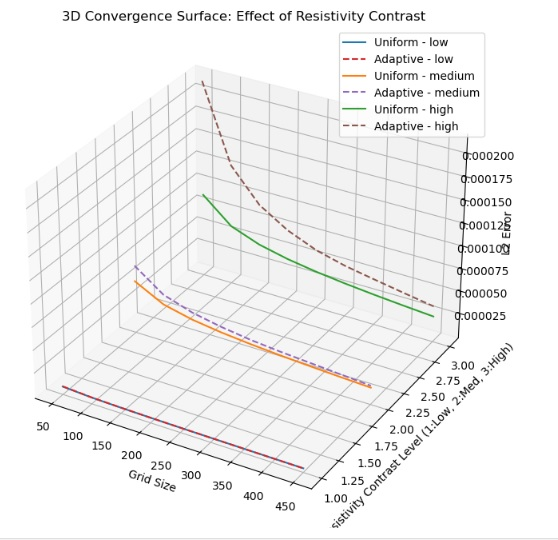 3D Convergence Surface: Effect of Resistivity Contrast
Uniform - low
Adaptive - low
Uniform - medium
Adaptive - medium
Uniform - high
Adaptive - high
0.000200
0.000175
0.000150
0.000125
0.000100
0.000075
0.000050
0.000025
L2 Error
3.00
2.75
2.50
2.25
2.00
1.75
1.50
1.25
1.00
sistivity Contrast Level (1:Low, 2:Med, 3:High)
50
100
150
200
250
300
350
400
450
Grid Size